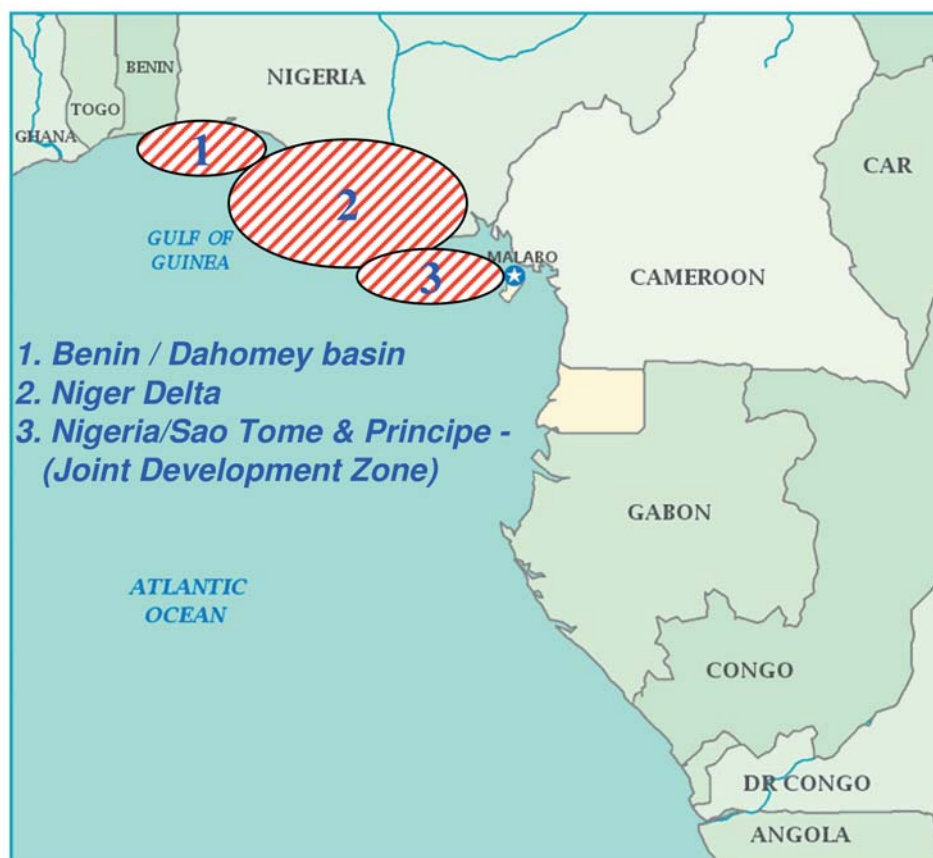 BENIN
NIGERIA
TOGO
GHANA
1
CAR
2
GULF OF
GUINEA
MALABO
3
CAMEROON
1. Benin / Dahomey basin
2. Niger Delta
3. Nigeria/Sao Tome & Principe -
(Joint Development Zone)
GABON
ATLANTIC
OCEAN
CONGO
DR CONGO
ANGOLA